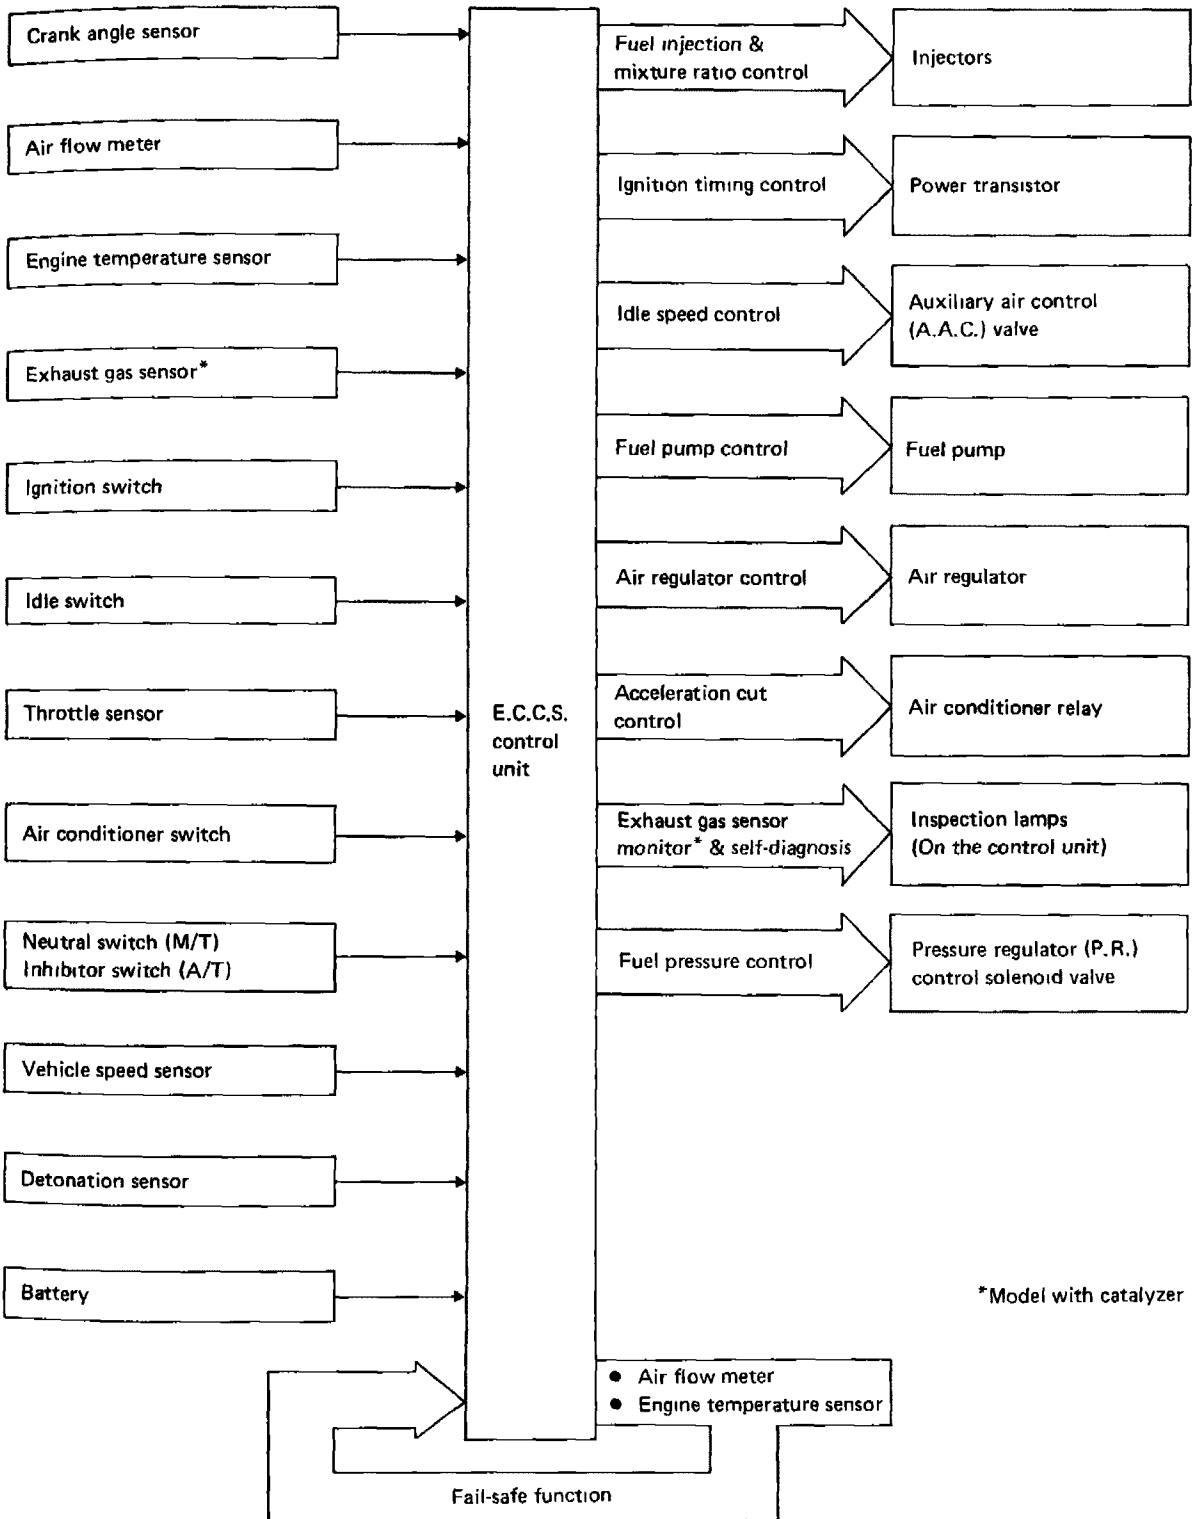 Crank angle sensor
Air flow meter
Engine temperature sensor
Exhaust gas sensor*
Ignition switch
Idle switch
Throttle sensor
Air conditioner switch
Neutral switch (M/T)
Inhibitor switch (A/T)
Vehicle speed sensor
Detonation sensor
Battery
E.C.C.S.
control
unit
Fuel injection &
mixture ratio control
Injectors
Ignition timing control
Power transistor
Idle speed control
Auxiliary air control
(A.A.C.) valve
Fuel pump control
Fuel pump
Air regulator control
Air regulator
Acceleration cut
control
Air conditioner relay
Exhaust gas sensor
monitor* & self-diagnosis
Inspection lamps
(On the control unit)
Fuel pressure control
Pressure regulator (P.R.)
control solenoid valve
*Model with catalyzer
● Air flow meter
● Engine temperature sensor
Fail-safe function